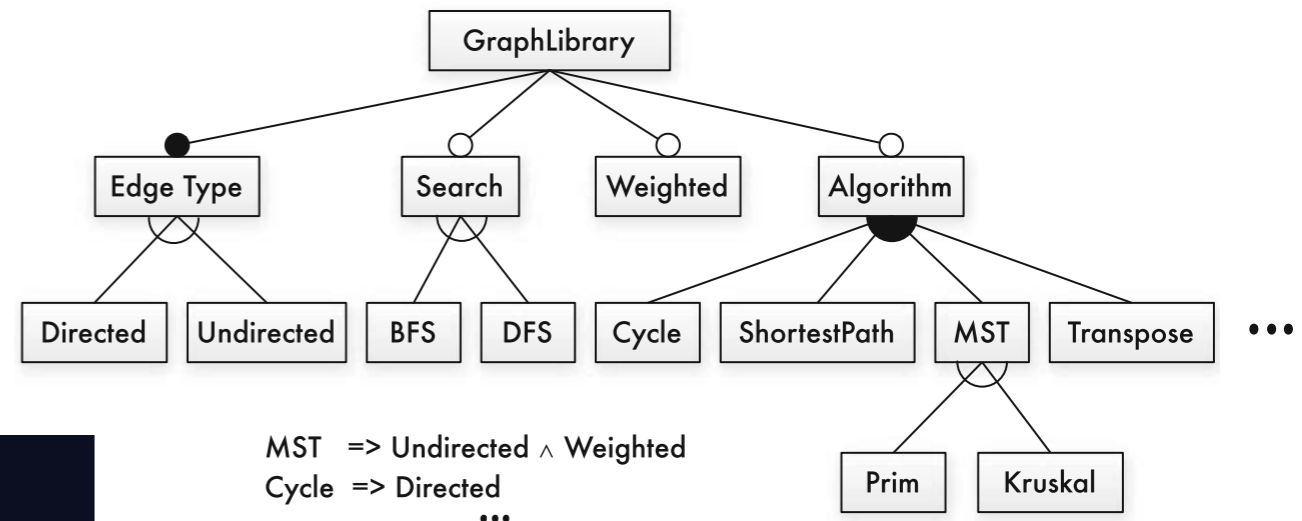 GraphLibrary
Edge Type
Search
Weighted
Algorithm
Directed
Undirected
BFS
DFS
Cycle
ShortestPath
MST
Transpose
•••
MST => Undirected ∧ Weighted
Cycle => Directed
•••
Prim
Kruskal